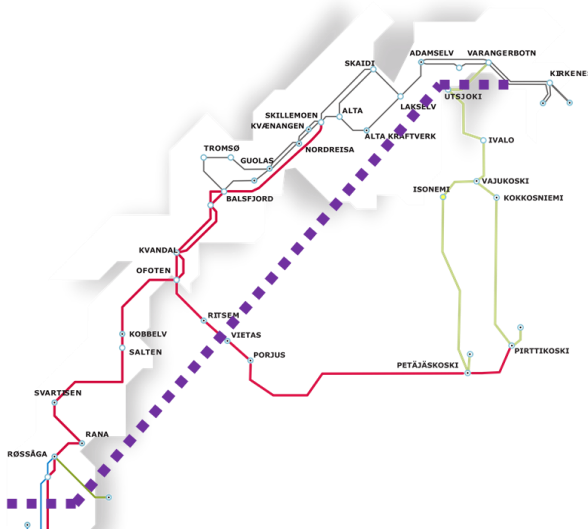 ADAMSELV
VARANGERBOTN
SKAIDI
KIRKENES
LAKSELV
UTSJOKI
SKILLEMOEN
ALTA
KVÆNANGEN
ALTA KRAFTVERK
NORDREISA
TROMSØ
GUOLAS
IVALO
VAJUKOSKI
BALSFJORD
ISONEMI
KOKKOSNIEMI
KVANDAL
OFOTEN
RITSEM
KOBBELV
VIETAS
SALTEN
PORJUS
PIRTTIKOSKI
PETÄJÄSKOSKI
SVARTISEN
RANA
RØSSÅGA